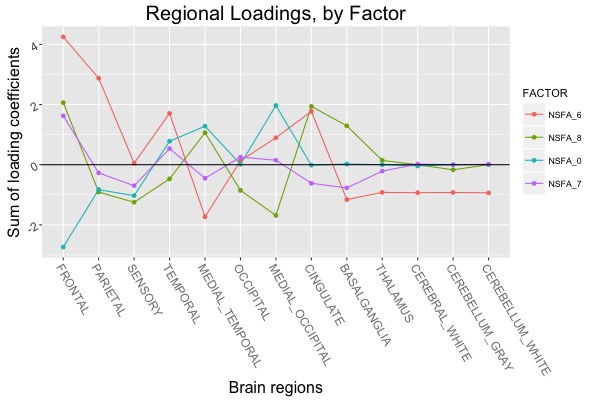 Regional Loadings, by Factor
Sum of loading coefficients
4
2
0
-2
FRONTAL
PARIETAL
SENSORY
TEMPORAL
MEDIAL_TEMPORAL
OCCIPITAL
MEDIAL_OCCIPITAL
CINGULATE
BASALGANGLIA
THALAMUS
CEREBRAL_WHITE
CEREBELLUM_GRAY
CEREBELLUM_WHITE
Brain regions
FACTOR
NSFA_6
NSFA_8
NSFA_0
NSFA_7